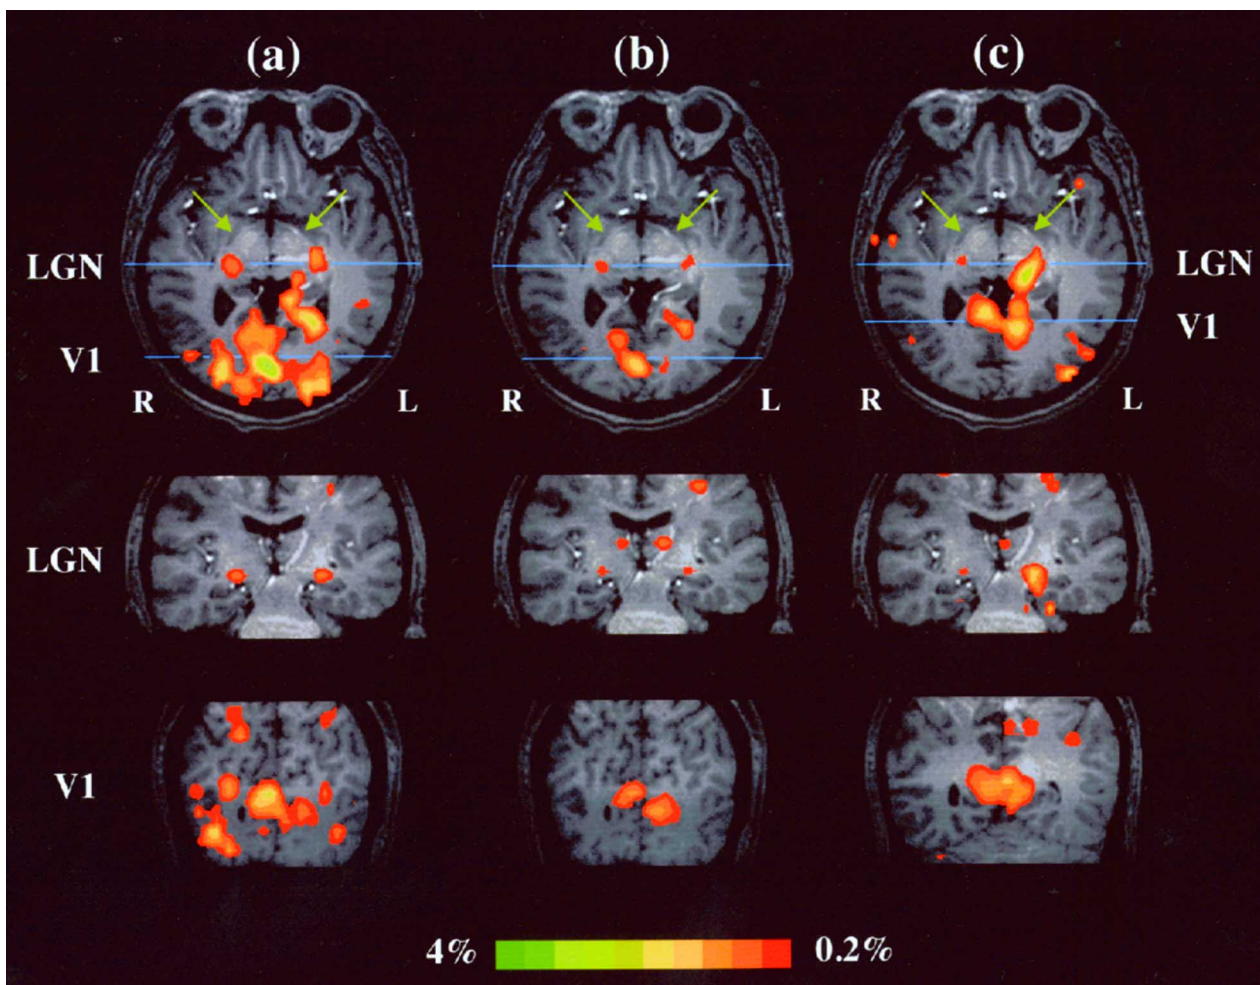 (a) (b) (c)
LGN LGN
V1 V1
R L R L R L
LGN
V1
4% 0.2%